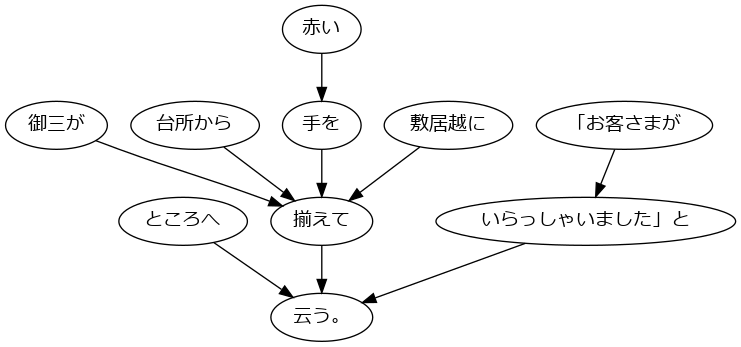 赤い
御三が 台所から 手を 敷居越に 「お客さまが
ところへ 揃えて いらっしゃいました」と
云う。